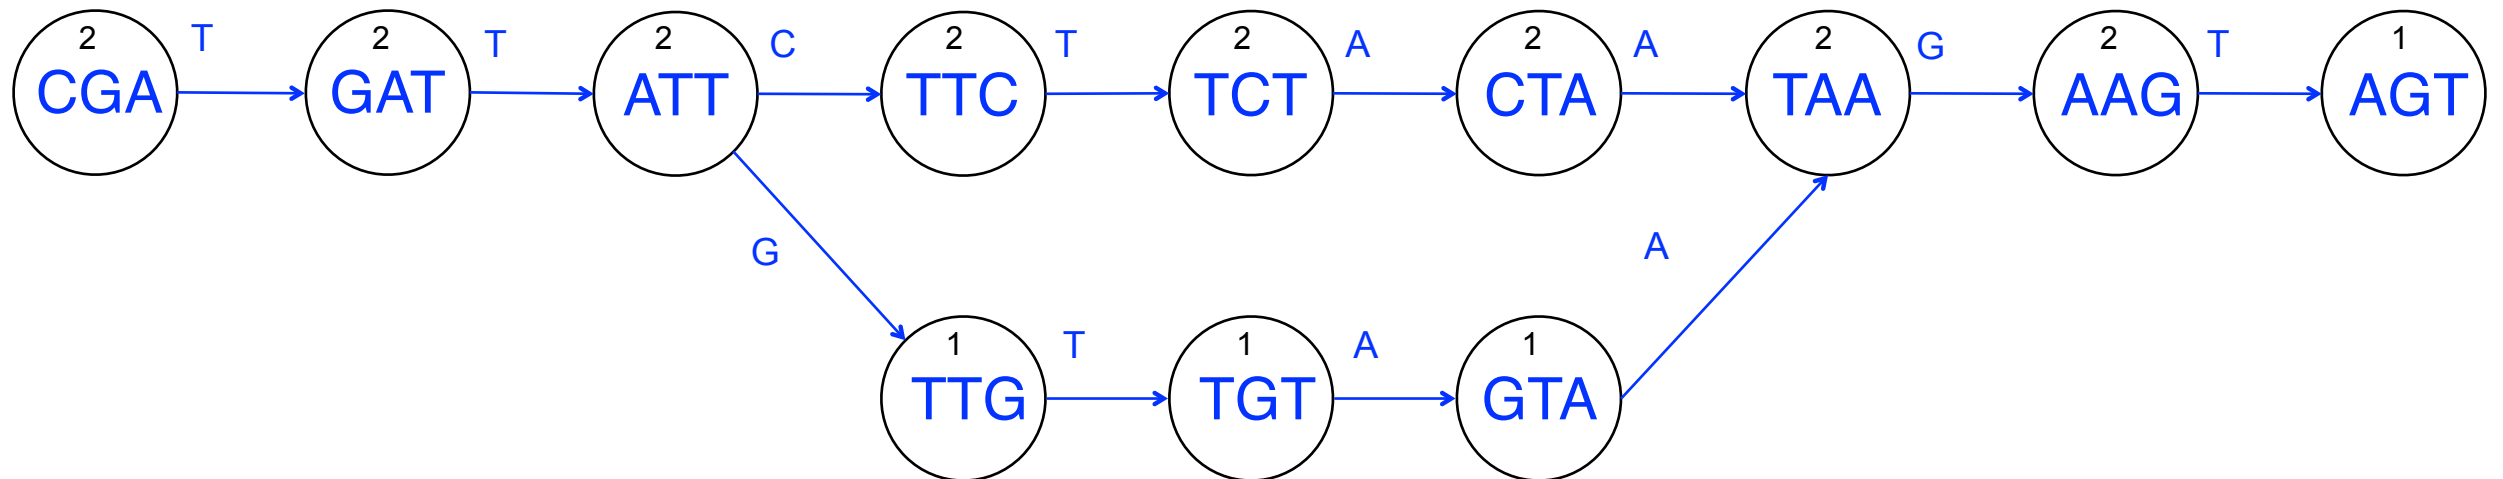 T T C T A A G T
2 2 2 2 2 2 2 2 1
CGA GAT ATT TTC TCT CTA TAA AAG AGT
G A
T A
1 1 1
TTG TGT GTA